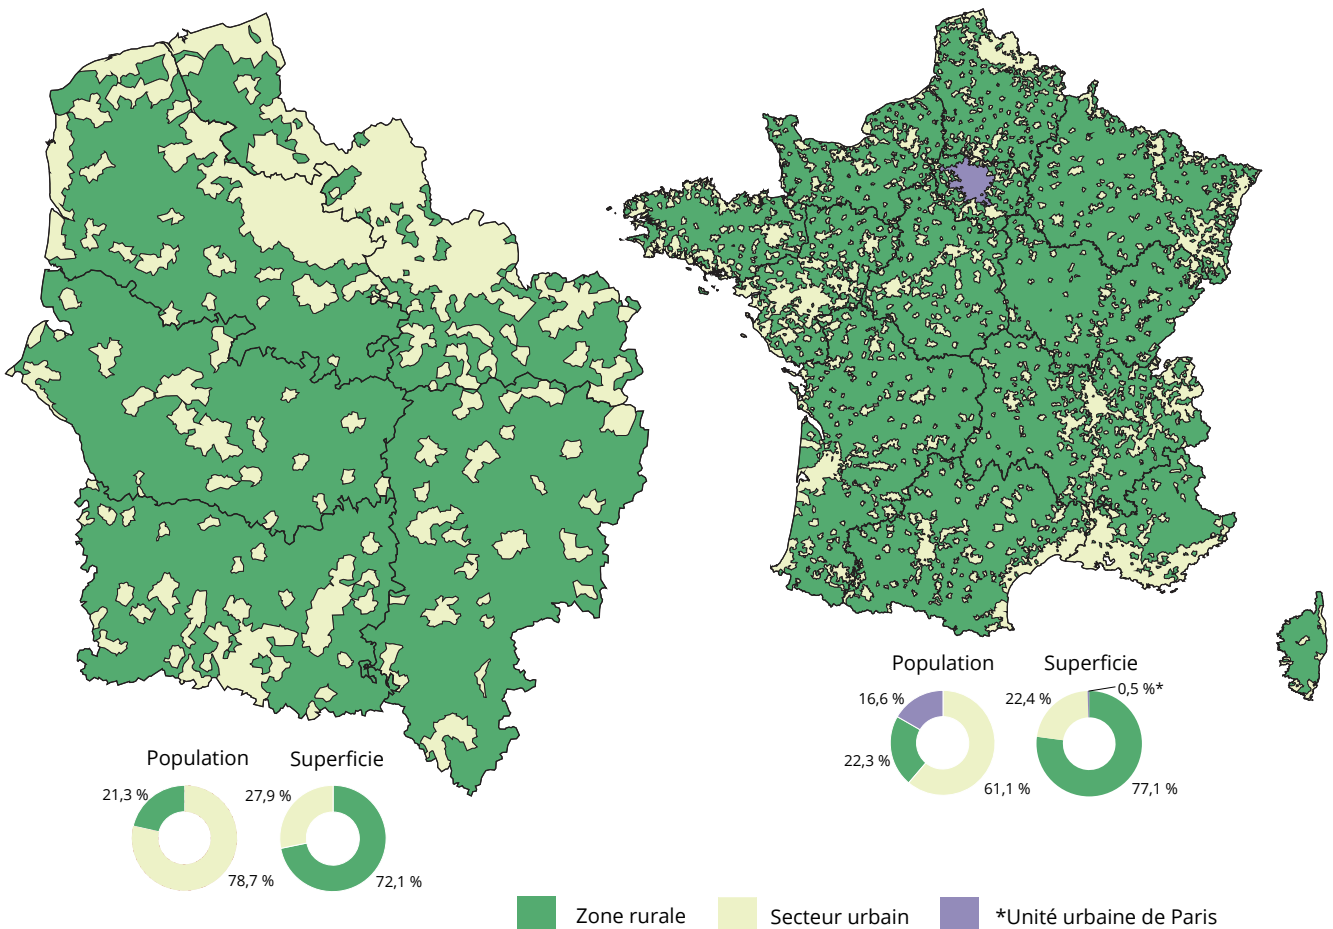 Population
Superficie
16,6 %
22,4 %
0,5 %*
22,3 %
61,1 %
77,1 %
Population
Superficie
21,3 %
27,9 %
78,7 %
72,1 %
Zone rurale
Secteur urbain
*Unité urbaine de Paris